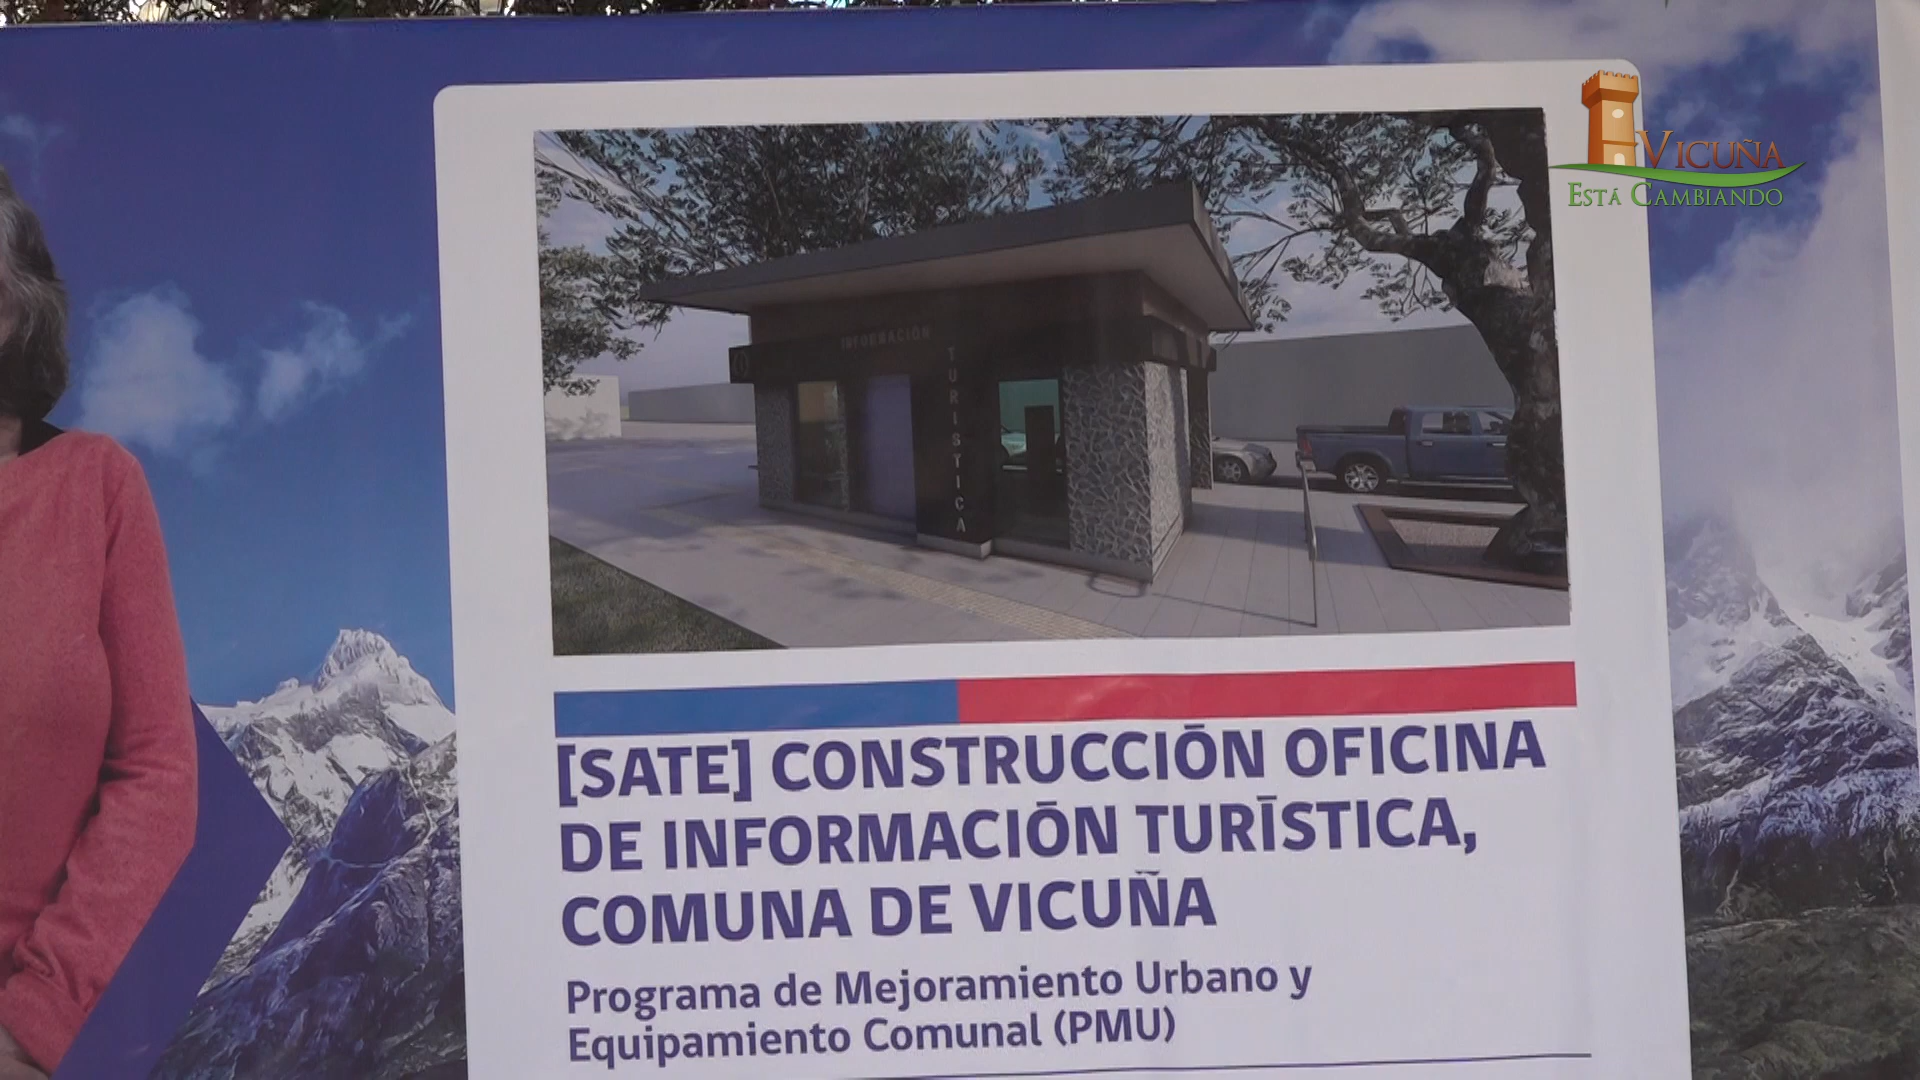 VICUÑA
ESTÁ CAMBIANDO
INFORMACIÓN
TURISTICA
[SATE] CONSTRUCCIÓN OFICINA
DE INFORMACIÓN TURÍSTICA,
COMUNA DE VICUÑA
Programa de Mejoramiento Urbano y
Equipamiento Comunal (PMU)